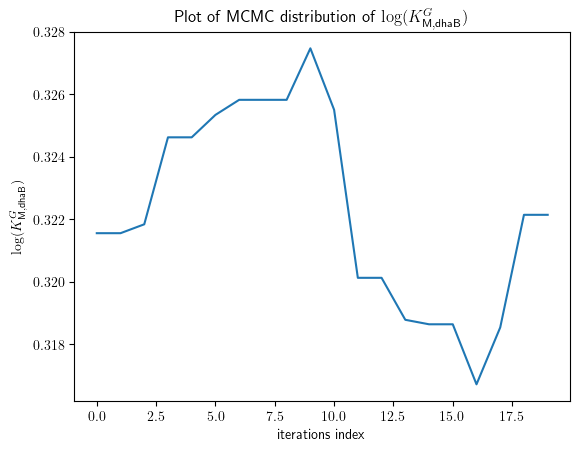 Plot of MCMC distribution of log(K^G_M,dhaB)
log(K^G_M,dhaB)
0.328
0.326
0.324
0.322
0.320
0.318
0.0 2.5 5.0 7.5 10.0 12.5 15.0 17.5
iterations index